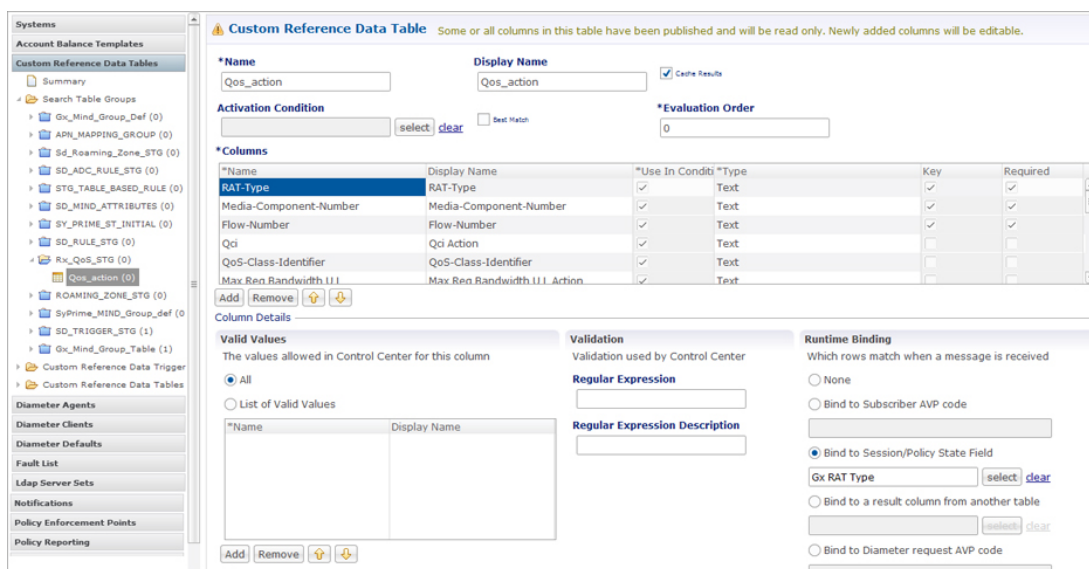 Systems
Account Balance Templates
Custom Reference Data Tables
Summary
Search Table Groups
Gx_Mind_Group_Def (0)
APN_MAPPING_GROUP (0)
Sd_Roaming_Zone_STG (0)
SD_ADC_RULE_STG (0)
STG_TABLE_BASED_RULE (0)
SD_MIND_ATTRIBUTES (0)
SY_PRIME_ST_INITIAL (0)
SD_RULE_STG (0)
Rx_QoS_STG (0)
Qos_action (0)
ROAMING_ZONE_STG (0)
SyPrime_MIND_Group_def (0
SD_TRIGGER_STG (1)
Gx_Mind_Group_Table (1)
Custom Reference Data Trigger
Custom Reference Data Tables
Diameter Agents
Diameter Clients
Diameter Defaults
Fault List
Ldap Server Sets
Notifications
Policy Enforcement Points
Policy Reporting
Custom Reference Data Table Some or all columns in this table have been published and will be read only. Newly added columns will be editable.
*Name Display Name
Qos_action Qos_action Cache Results
Activation Condition *Evaluation Order
select clear Best Match 0
*Columns
*Name Display Name *Use In Conditi *Type Key Required
RAT-Type RAT-Type Text
Media-Component-Number Media-Component-Number Text
Flow-Number Flow-Number Text
Qci Qci Action Text
QoS-Class-Identifier QoS-Class-Identifier Text
Max Req Bandwidth U.L Max Req Bandwidth U.L Action Text
Add Remove
Column Details
Valid Values Validation Runtime Binding
The values allowed in Control Center for this column Validation used by Control Center Which rows match when a message is received
All Regular Expression None
List of Valid Values Bind to Subscriber AVP code
*Name Display Name Regular Expression Description
Bind to Session/Policy State Field
Gx RAT Type select clear
Bind to a result column from another table
select clear
Add Remove Bind to Diameter request AVP code